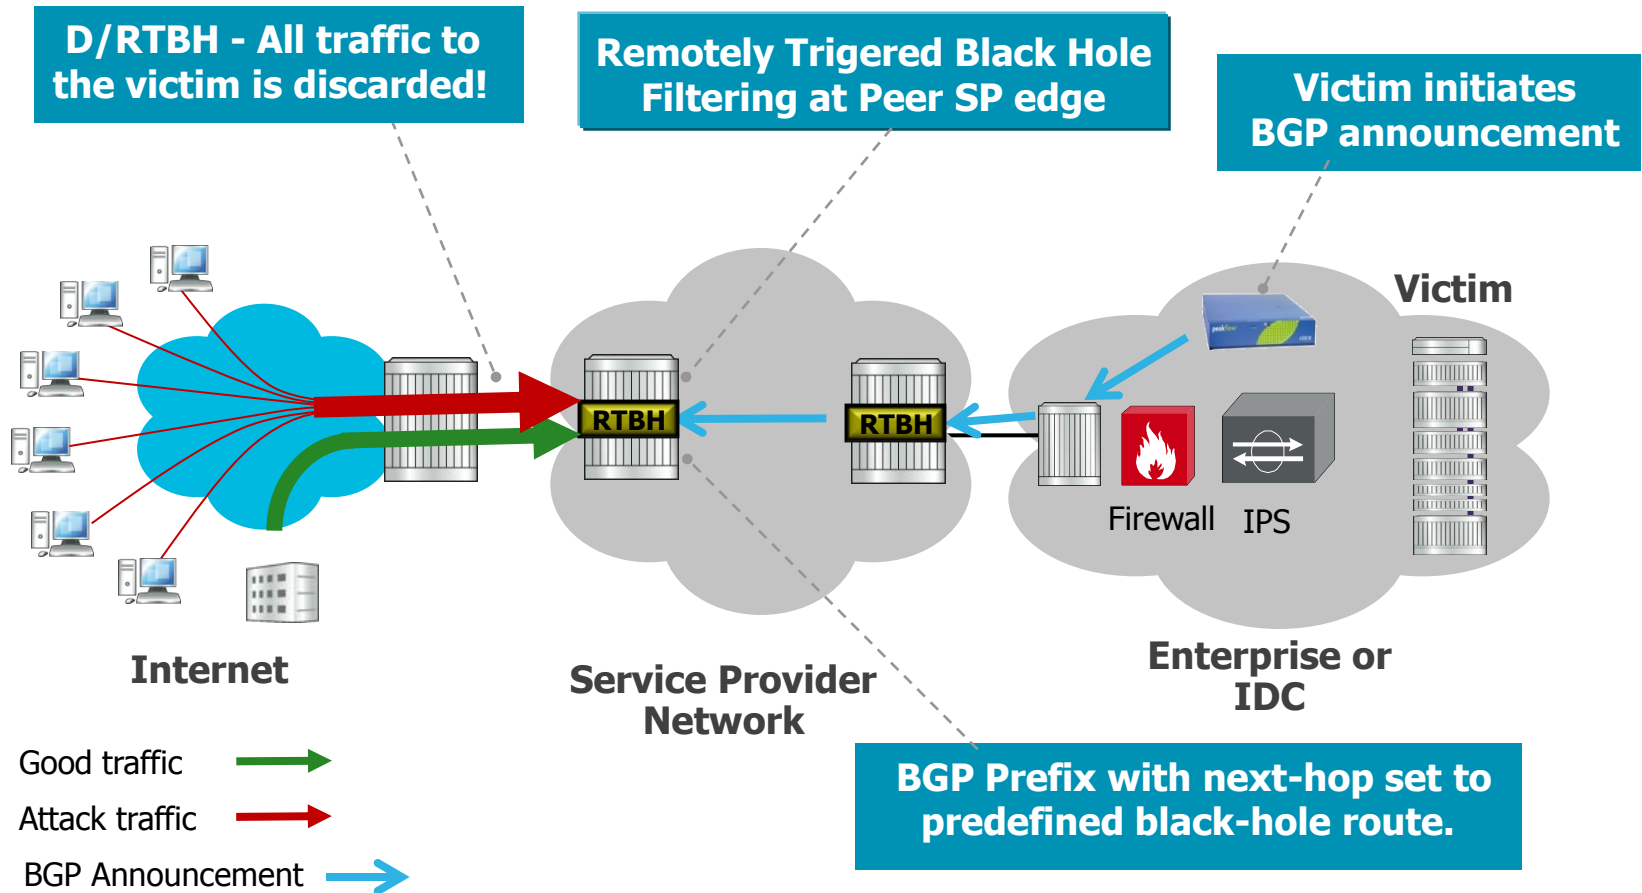 D/RTBH - All traffic to
the victim is discarded!
Remotely Trigered Black Hole
Filtering at Peer SP edge
Victim initiates
BGP announcement
Victim
peakflow
RTBH
RTBH
Firewall
IPS
Internet
Service Provider
Network
Enterprise or
IDC
Good traffic
Attack traffic
BGP Announcement
BGP Prefix with next-hop set to
predefined black-hole route.